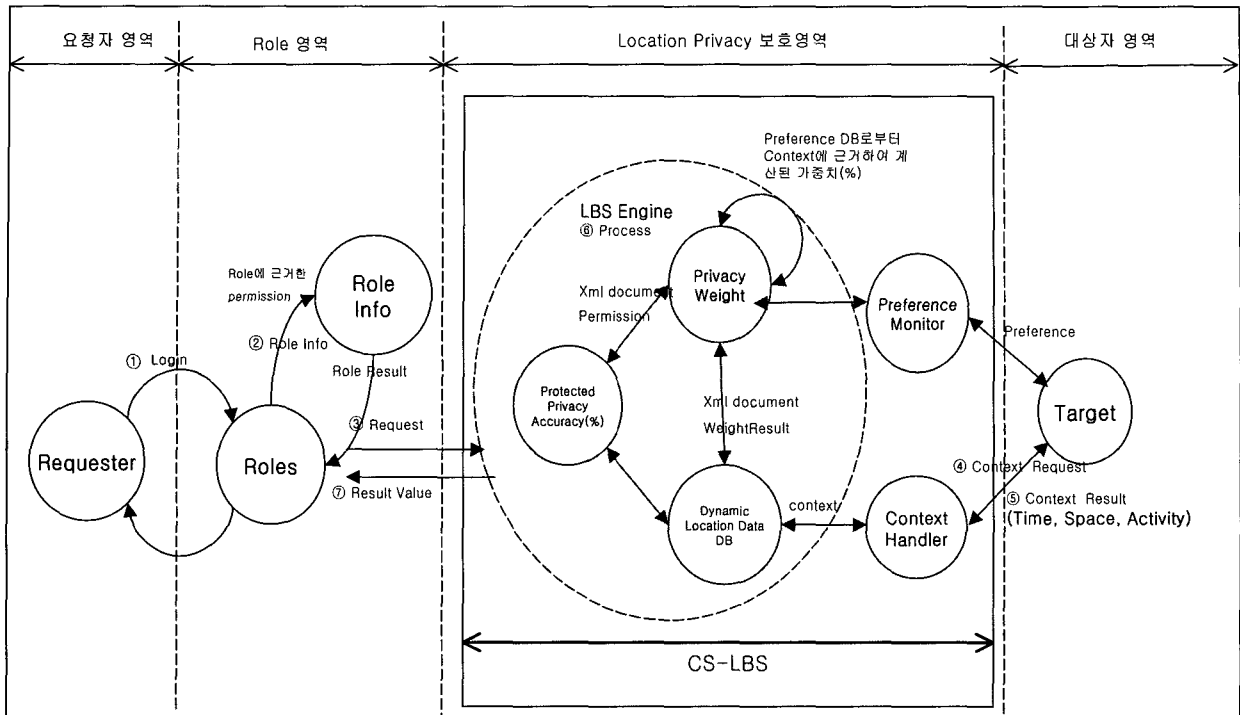 요청자 영역
Role 영역
Location Privacy 보호영역
대상자 영역
Preference DB로부터
Context에 근거하여 계
산된 가중치(%)
LBS Engine
⑥ Process
Role에 근거한
permission
Role
Info
Xml document
Permission
Privacy
Weight
Preference
Monitor
Preference
② Role Info
① Login
Role Result
Protected
Privacy
Accuracy(%)
Xml document
WeightResult
Target
③ Request
Requester
Roles
④ Context Request
⑦ Result Value
⑤ Context Result
(Time, Space, Activity)
Dynamic
Location Data
DB
context
Context
Handler
CS-LBS